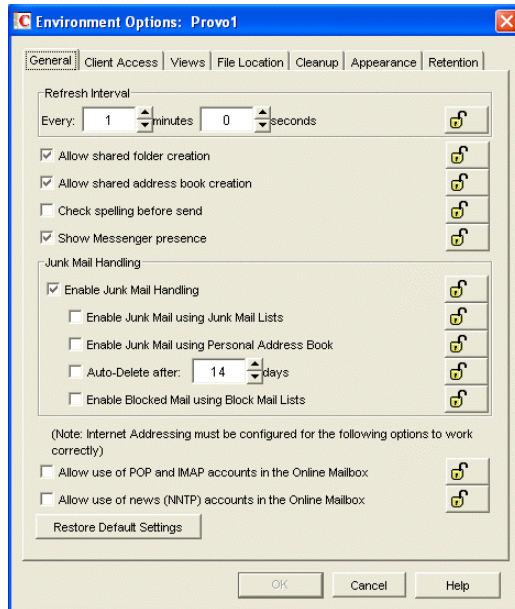 Environment Options: Provo1
General Client Access Views File Location Cleanup Appearance Retention
Refresh Interval
Every: 1 minutes 0 seconds
Allow shared folder creation
Allow shared address book creation
Check spelling before send
Show Messenger presence
Junk Mail Handling
Enable Junk Mail Handling
Enable Junk Mail using Junk Mail Lists
Enable Junk Mail using Personal Address Book
Auto-Delete after: 14 days
Enable Blocked Mail using Block Mail Lists
(Note: Internet Addressing must be configured for the following options to work
correctly)
Allow use of POP and IMAP accounts in the Online Mailbox
Allow use of news (NNTP) accounts in the Online Mailbox
Restore Default Settings
OK Cancel Help